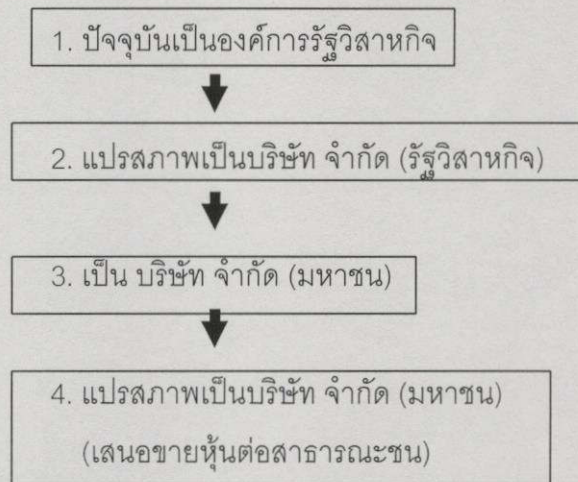 1. ปัจจุบันเป็นองค์การรัฐวิสาหกิจ
2. แปรสภาพเป็นบริษัท จำกัด (รัฐวิสาหกิจ)
3. เป็น บริษัท จำกัด (มหาชน)
4. แปรสภาพเป็นบริษัท จำกัด (มหาชน)
(เสนอขายหุ้นต่อสาธารณะชน)